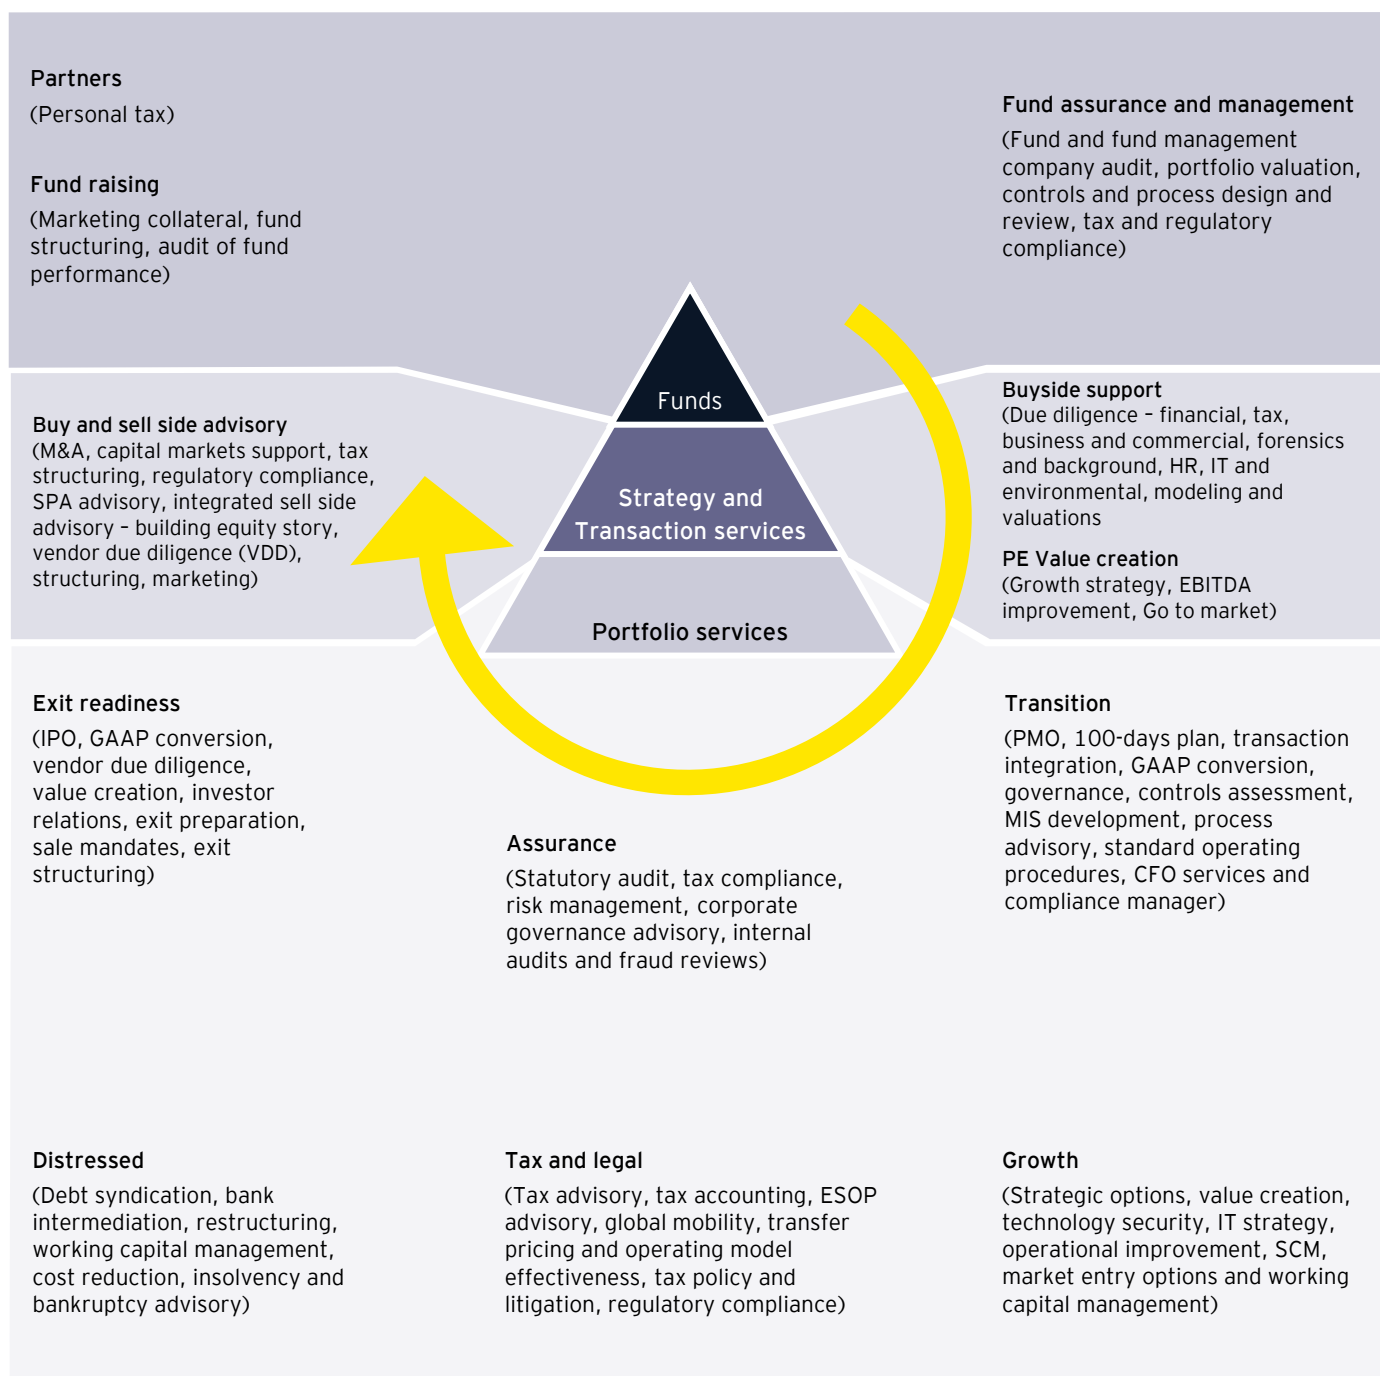 Partners
(Personal tax)
Fund raising
(Marketing collateral, fund
structuring, audit of fund
performance)
Fund assurance and management
(Fund and fund management
company audit, portfolio valuation,
controls and process design and
review, tax and regulatory
compliance)
Funds
Strategy and
Transaction services
Portfolio services
Buy and sell side advisory
(M&A, capital markets support, tax
structuring, regulatory compliance,
SPA advisory, integrated sell side
advisory – building equity story,
vendor due diligence (VDD),
structuring, marketing)
Buyside support
(Due diligence – financial, tax,
business and commercial, forensics
and background, HR, IT and
environmental, modeling and
valuations
PE Value creation
(Growth strategy, EBITDA
improvement, Go to market)
Exit readiness
(IPO, GAAP conversion,
vendor due diligence,
value creation, investor
relations, exit preparation,
sale mandates, exit
structuring)
Assurance
(Statutory audit, tax compliance,
risk management, corporate
governance advisory, internal
audits and fraud reviews)
Transition
(PMO, 100-days plan, transaction
integration, GAAP conversion,
governance, controls assessment,
MIS development, process
advisory, standard operating
procedures, CFO services and
compliance manager)
Distressed
(Debt syndication, bank
intermediation, restructuring,
working capital management,
cost reduction, insolvency and
bankruptcy advisory)
Tax and legal
(Tax advisory, tax accounting, ESOP
advisory, global mobility, transfer
pricing and operating model
effectiveness, tax policy and
litigation, regulatory compliance)
Growth
(Strategic options, value creation,
technology security, IT strategy,
operational improvement, SCM,
market entry options and working
capital management)